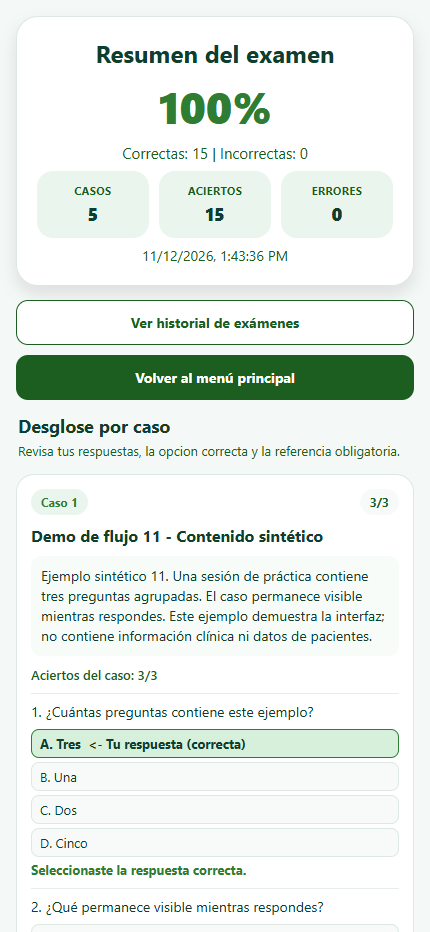 Resumen del examen
100%
Correctas: 15 | Incorrectas: 0
CASOS
5
ACIERTOS
15
ERRORES
0
11/12/2026, 1:43:36 PM
Ver historial de exámenes
Volver al menú principal
Desglose por caso
Revisa tus respuestas, la opcion correcta y la referencia obligatoria.
Caso 1
3/3
Demo de flujo 11 - Contenido sintético
Ejemplo sintético 11. Una sesión de práctica contiene
tres preguntas agrupadas. El caso permanece visible
mientras respondes. Este ejemplo demuestra la interfaz;
no contiene información clínica ni datos de pacientes.
Aciertos del caso: 3/3
1. ¿Cuántas preguntas contiene este ejemplo?
A. Tres <- Tu respuesta (correcta)
B. Una
C. Dos
D. Cinco
Seleccionaste la respuesta correcta.
2. ¿Qué permanece visible mientras respondes?